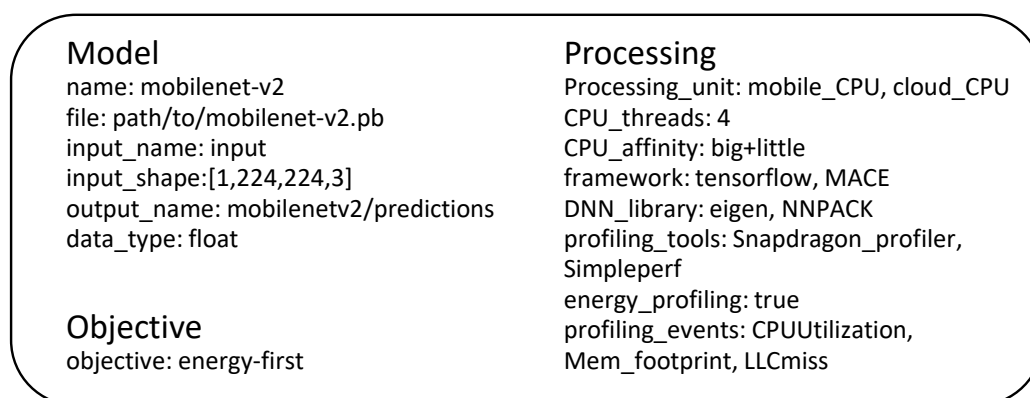 Model
name: mobilenet-v2
file: path/to/mobilenet-v2.pb
input_name: input
input_shape:[1,224,224,3]
output_name: mobilenetv2/predictions
data_type: float
Objective
objective: energy-first
Processing
Processing_unit: mobile_CPU, cloud_CPU
CPU_threads: 4
CPU_affinity: big+little
framework: tensorflow, MACE
DNN_library: eigen, NNPACK
profiling_tools: Snapdragon_profiler,
Simpleperf
energy_profiling: true
profiling_events: CPUUtilization,
Mem_footprint, LLCmiss